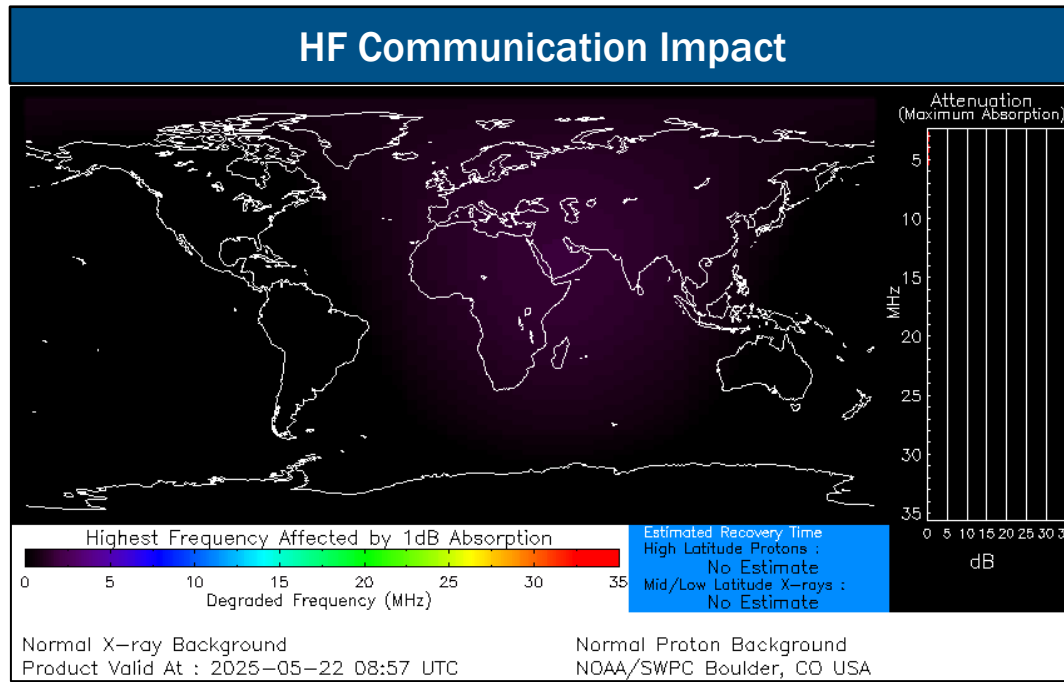 HF Communication Impact
Attenuation
(Maximum Absorption)
5
10
15
MHz
20
25
30
35
0 5 10 15 20 25 30 3
dB
Highest Frequency Affected by 1dB Absorption
0 5 10 15 20 25 30 35
Degraded Frequency (MHz)
Estimated Recovery Time
High Latitude Protons :
No Estimate
Mid/Low Latitude X-rays :
No Estimate
Normal X-ray Background
Product Valid At : 2025-05-22 08:57 UTC
Normal Proton Background
NOAA/SWPC Boulder, CO USA